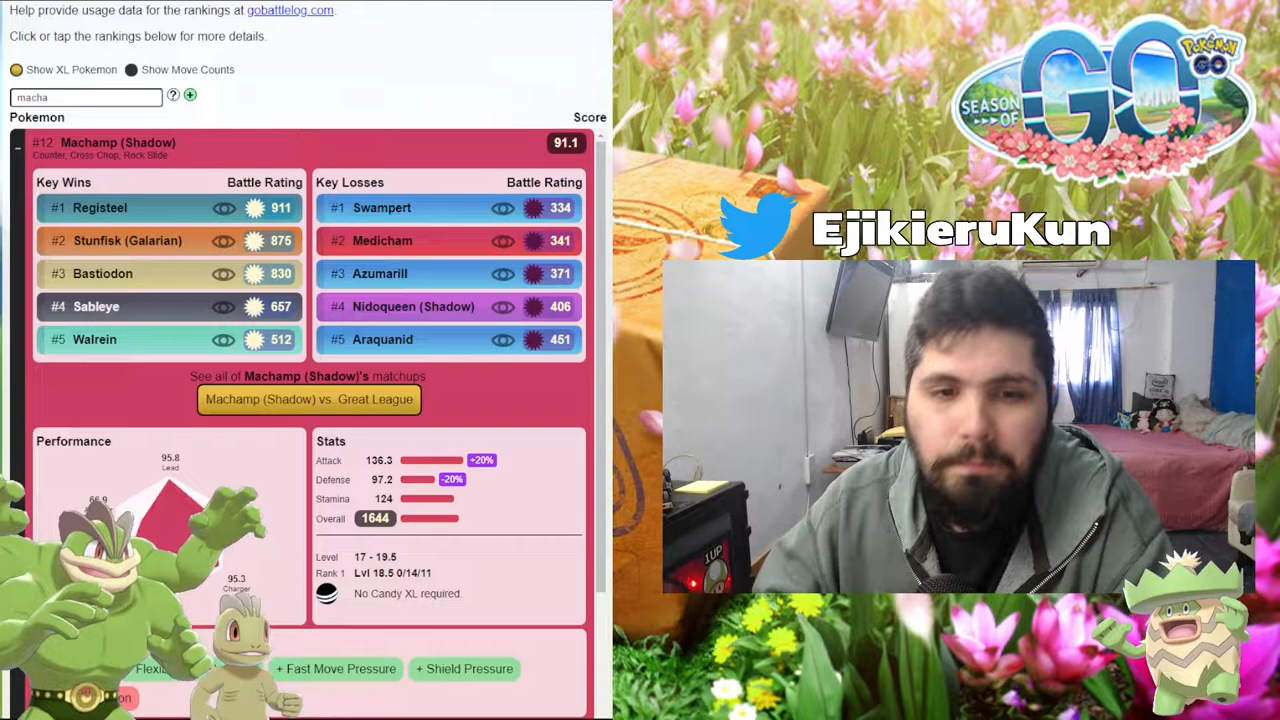 Help provide usage data for the rankings at gobattlelog.com.
Click or tap the rankings below for more details.
Show XL Pokemon Show Move Counts
macha ?
Pokemon Score
#12 Machamp (Shadow) 91.1
Counter, Cross Chop, Rock Slide
Key Wins Battle Rating
#1 Registeel 911
#2 Stunfisk (Galarian) 875
#3 Bastiodon 830
#4 Sableye 657
#5 Walrein 512
Key Losses Battle Rating
#1 Swampert 334
#2 Medicham 341
#3 Azumarill 371
#4 Nidoqueen (Shadow) 406
#5 Araquanid 451
See all of Machamp (Shadow)'s matchups
Machamp (Shadow) vs. Great League
Performance
95.8
Lead
95.3
Charger
Stats
Attack 136.3 +20%
Defense 97.2 -20%
Stamina 124
Overall 1644
Level 17 - 19.5
Rank 1 Lvl 18.5 0/14/11
No Candy XL required.
+ Fast Move Pressure + Shield Pressure
SEASON OF GO
Pokémon GO
EjikieruKun
1UP
intel